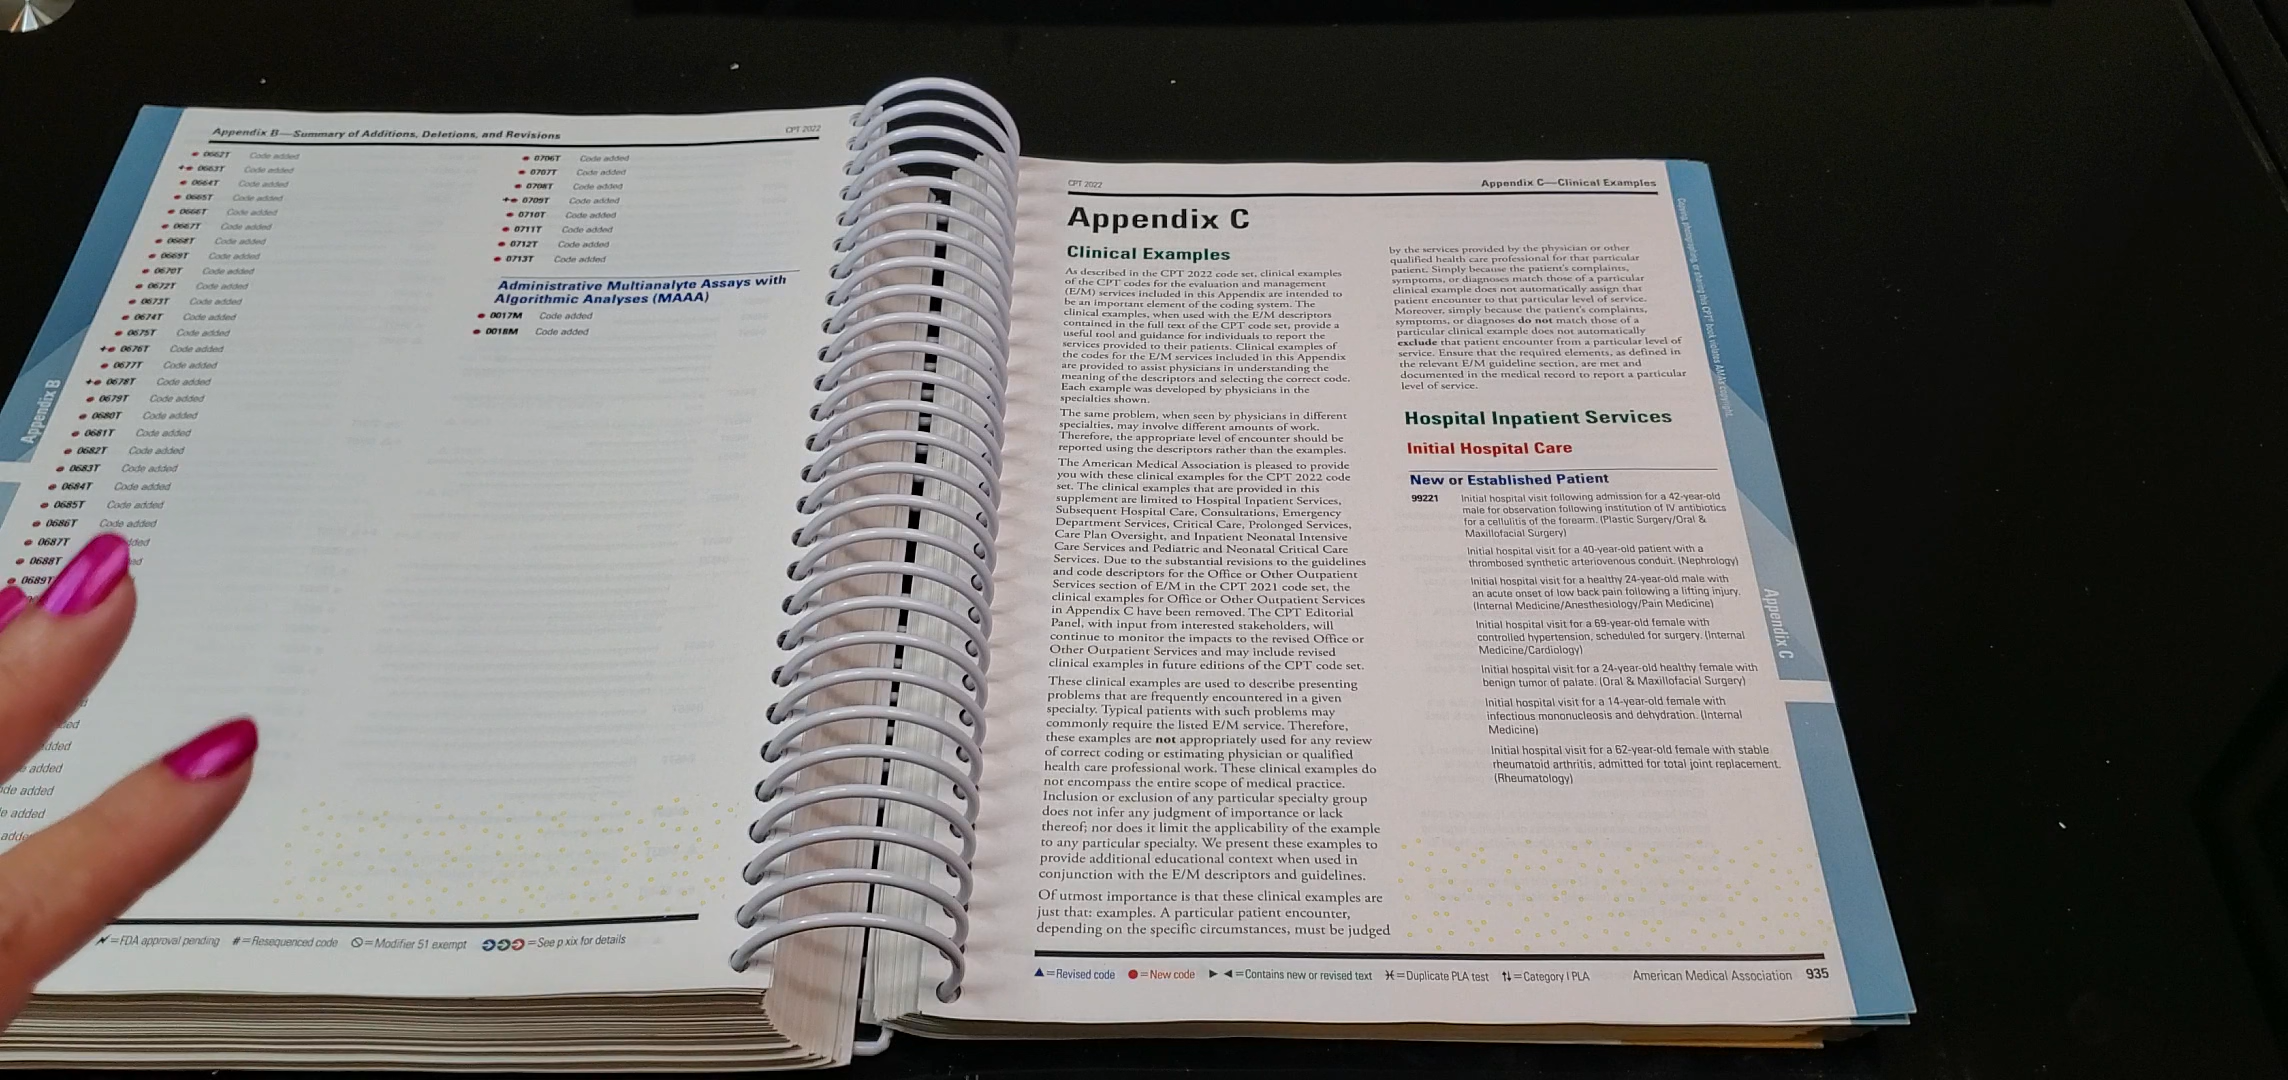 Appendix B—Summary of Additions, Deletions, and Revisions
CPT 2022
0662T Code added
0663T Code added
0664T Code added
0665T Code added
0666T Code added
0667T Code added
0668T Code added
0669T Code added
0670T Code added
0672T Code added
0673T Code added
0674T Code added
0675T Code added
0676T Code added
0677T Code added
0678T Code added
0679T Code added
0680T Code added
0681T Code added
0682T Code added
0683T Code added
0684T Code added
0685T Code added
0686T Code added
0687T
0688T
0689T
added
added
de added
e added
0706T Code added
0707T Code added
0708T Code added
0709T Code added
0710T Code added
0711T Code added
0712T Code added
0713T Code added
Administrative Multianalyte Assays with
Algorithmic Analyses (MAAA)
0017M Code added
0018M Code added
Appendix B
=FDA approval pending #=Resequenced code =Modifier 51 exempt =See p xix for details
CPT 2022
Appendix C—Clinical Examples
Appendix C
Clinical Examples
As described in the CPT 2022 code set, clinical examples
of the CPT codes for the evaluation and management
(E/M) services included in this Appendix are intended to
be an important element of the coding system. The
clinical examples, when used with the E/M descriptors
contained in the full text of the CPT code set, provide a
useful tool and guidance for individuals to report the
services provided to their patients. Clinical examples of
the codes for the E/M services included in this Appendix
are provided to assist physicians in understanding the
meaning of the descriptors and selecting the correct code.
Each example was developed by physicians in the
specialties shown.
The same problem, when seen by physicians in different
specialties, may involve different amounts of work.
Therefore, the appropriate level of encounter should be
reported using the descriptors rather than the examples.
The American Medical Association is pleased to provide
you with these clinical examples for the CPT 2022 code
set. The clinical examples that are provided in this
supplement are limited to Hospital Inpatient Services,
Subsequent Hospital Care, Consultations, Emergency
Department Services, Critical Care, Prolonged Services,
Care Plan Oversight, and Inpatient Neonatal Intensive
Care Services and Pediatric and Neonatal Critical Care
Services. Due to the substantial revisions to the guidelines
and code descriptors for the Office or Other Outpatient
Services section of E/M in the CPT 2021 code set, the
clinical examples for Office or Other Outpatient Services
in Appendix C have been removed. The CPT Editorial
Panel, with input from interested stakeholders, will
continue to monitor the impacts to the revised Office or
Other Outpatient Services and may include revised
clinical examples in future editions of the CPT code set.
These clinical examples are used to describe presenting
problems that are frequently encountered in a given
specialty. Typical patients with such problems may
commonly require the listed E/M service. Therefore,
these examples are not appropriately used for any review
of correct coding or estimating physician or qualified
health care professional work. These clinical examples do
not encompass the entire scope of medical practice.
Inclusion or exclusion of any particular specialty group
does not infer any judgment of importance or lack
thereof; nor does it limit the applicability of the example
to any particular specialty. We present these examples to
provide additional educational context when used in
conjunction with the E/M descriptors and guidelines.
Of utmost importance is that these clinical examples are
just that: examples. A particular patient encounter,
depending on the specific circumstances, must be judged
by the services provided by the physician or other
qualified health care professional for that particular
patient. Simply because the patient's complaints,
symptoms, or diagnoses match those of a particular
clinical example does not automatically assign that
patient encounter to that particular level of service.
Moreover, simply because the patient's complaints,
symptoms, or diagnoses do not match those of a
particular clinical example does not automatically
exclude that patient encounter from a particular level of
service. Ensure that the required elements, as defined in
the relevant E/M guideline section, are met and
documented in the medical record to report a particular
level of service.
Hospital Inpatient Services
Initial Hospital Care
New or Established Patient
99221 Initial hospital visit following admission for a 42-year-old
male for observation following institution of IV antibiotics
for a cellulitis of the forearm. (Plastic Surgery/Oral &
Maxillofacial Surgery)
Initial hospital visit for a 40-year-old patient with a
thrombosed synthetic arteriovenous conduit. (Nephrology)
Initial hospital visit for a healthy 24-year-old male with
an acute onset of low back pain following a lifting injury.
(Internal Medicine/Anesthesiology/Pain Medicine)
Initial hospital visit for a 69-year-old female with
controlled hypertension, scheduled for surgery. (Internal
Medicine/Cardiology)
Initial hospital visit for a 24-year-old healthy female with
benign tumor of palate. (Oral & Maxillofacial Surgery)
Initial hospital visit for a 14-year-old female with
infectious mononucleosis and dehydration. (Internal
Medicine)
Initial hospital visit for a 62-year-old female with stable
rheumatoid arthritis, admitted for total joint replacement.
(Rheumatology)
Copying, photographing, or sharing this CPT® book violates AMA's copyright.
Appendix C
▲=Revised code ●=New code ▶ ◀=Contains new or revised text =Duplicate PLA test =Category I PLA
American Medical Association 935